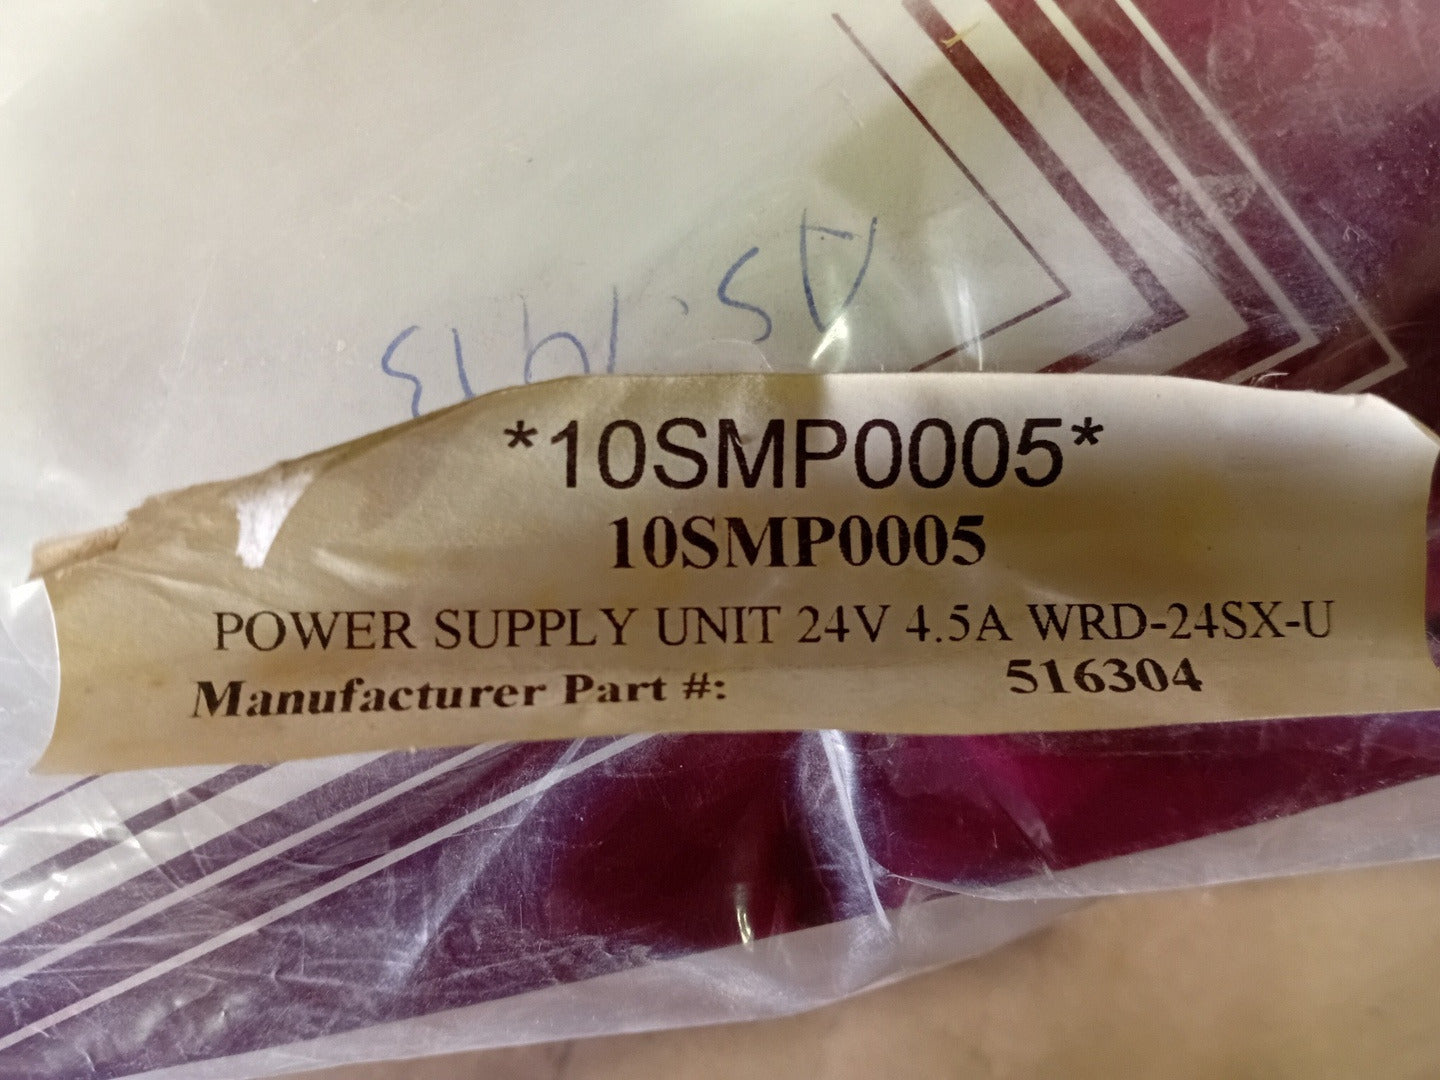 *10SMP0005*
10SMP0005
POWER SUPPLY UNIT 24V 4.5A WRD-24SX-U
Manufacturer Part #: 516304